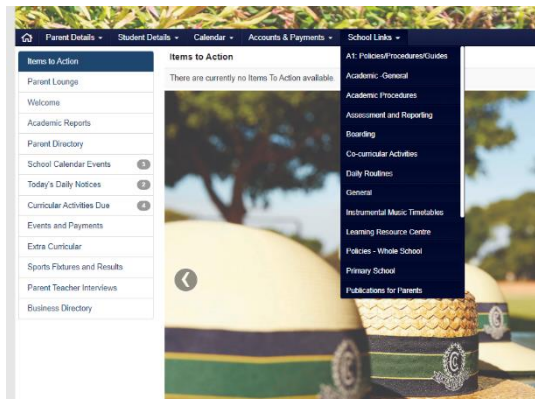 Parent Details
Student Details
Calendar
Accounts & Payments
School Links
Items to Action
Parent Lounge
Welcome
Academic Reports
Parent Directory
School Calendar Events 3
Today's Daily Notices 2
Curricular Activities Due 4
Events and Payments
Extra Curricular
Sports Fixtures and Results
Parent Teacher Interviews
Business Directory
Items to Action
There are currently no Items To Action available.
A1: Policies/Procedures/Guides
Academic -General
Academic Procedures
Assessment and Reporting
Boarding
Co-curricular Activities
Daily Routines
General
Instrumental Music Timetables
Learning Resource Centre
Policies - Whole School
Primary School
Publications for Parents